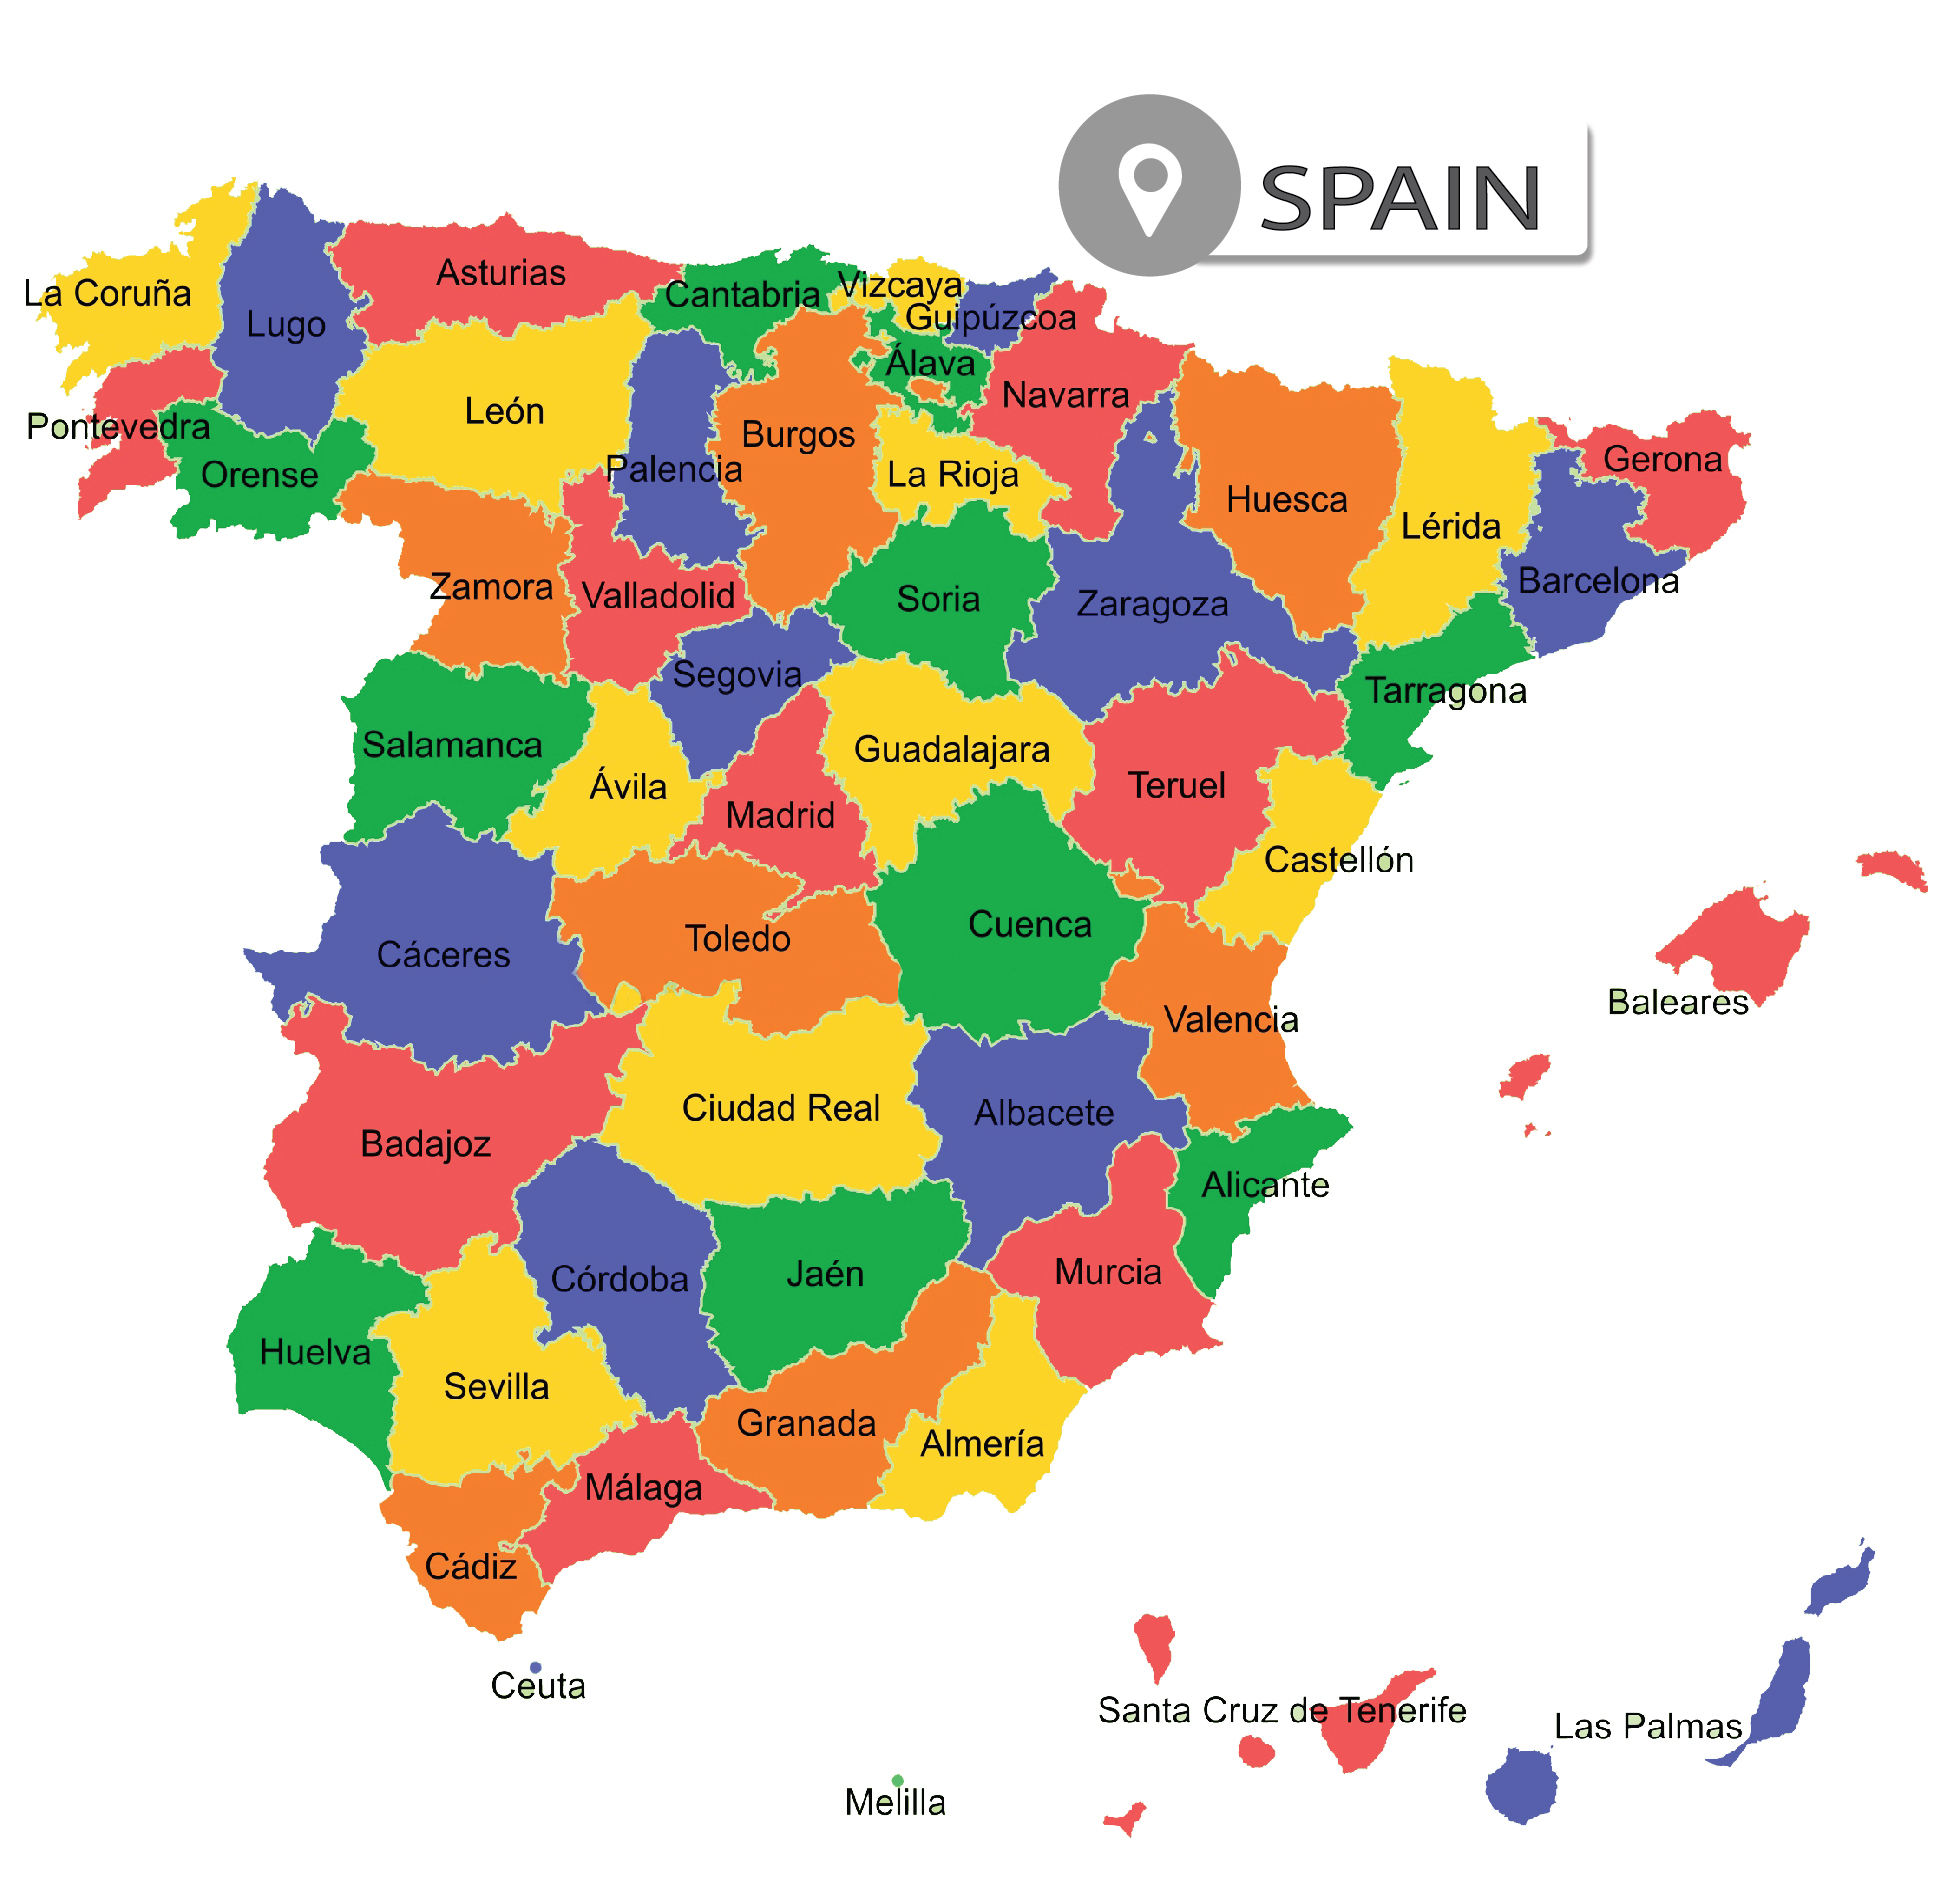 SPAIN
La Coruña
Lugo
Asturias
Cantabria
Vizcaya
Guipúzcoa
Álava
Navarra
Pontevedra
Orense
León
Palencia
Burgos
La Rioja
Huesca
Lérida
Gerona
Barcelona
Zamora
Valladolid
Soria
Zaragoza
Segovia
Tarragona
Salamanca
Ávila
Madrid
Guadalajara
Teruel
Castellón
Cáceres
Toledo
Cuenca
Valencia
Baleares
Badajoz
Ciudad Real
Albacete
Alicante
Huelva
Sevilla
Córdoba
Jaén
Murcia
Granada
Almería
Málaga
Cádiz
Ceuta
Melilla
Santa Cruz de Tenerife
Las Palmas